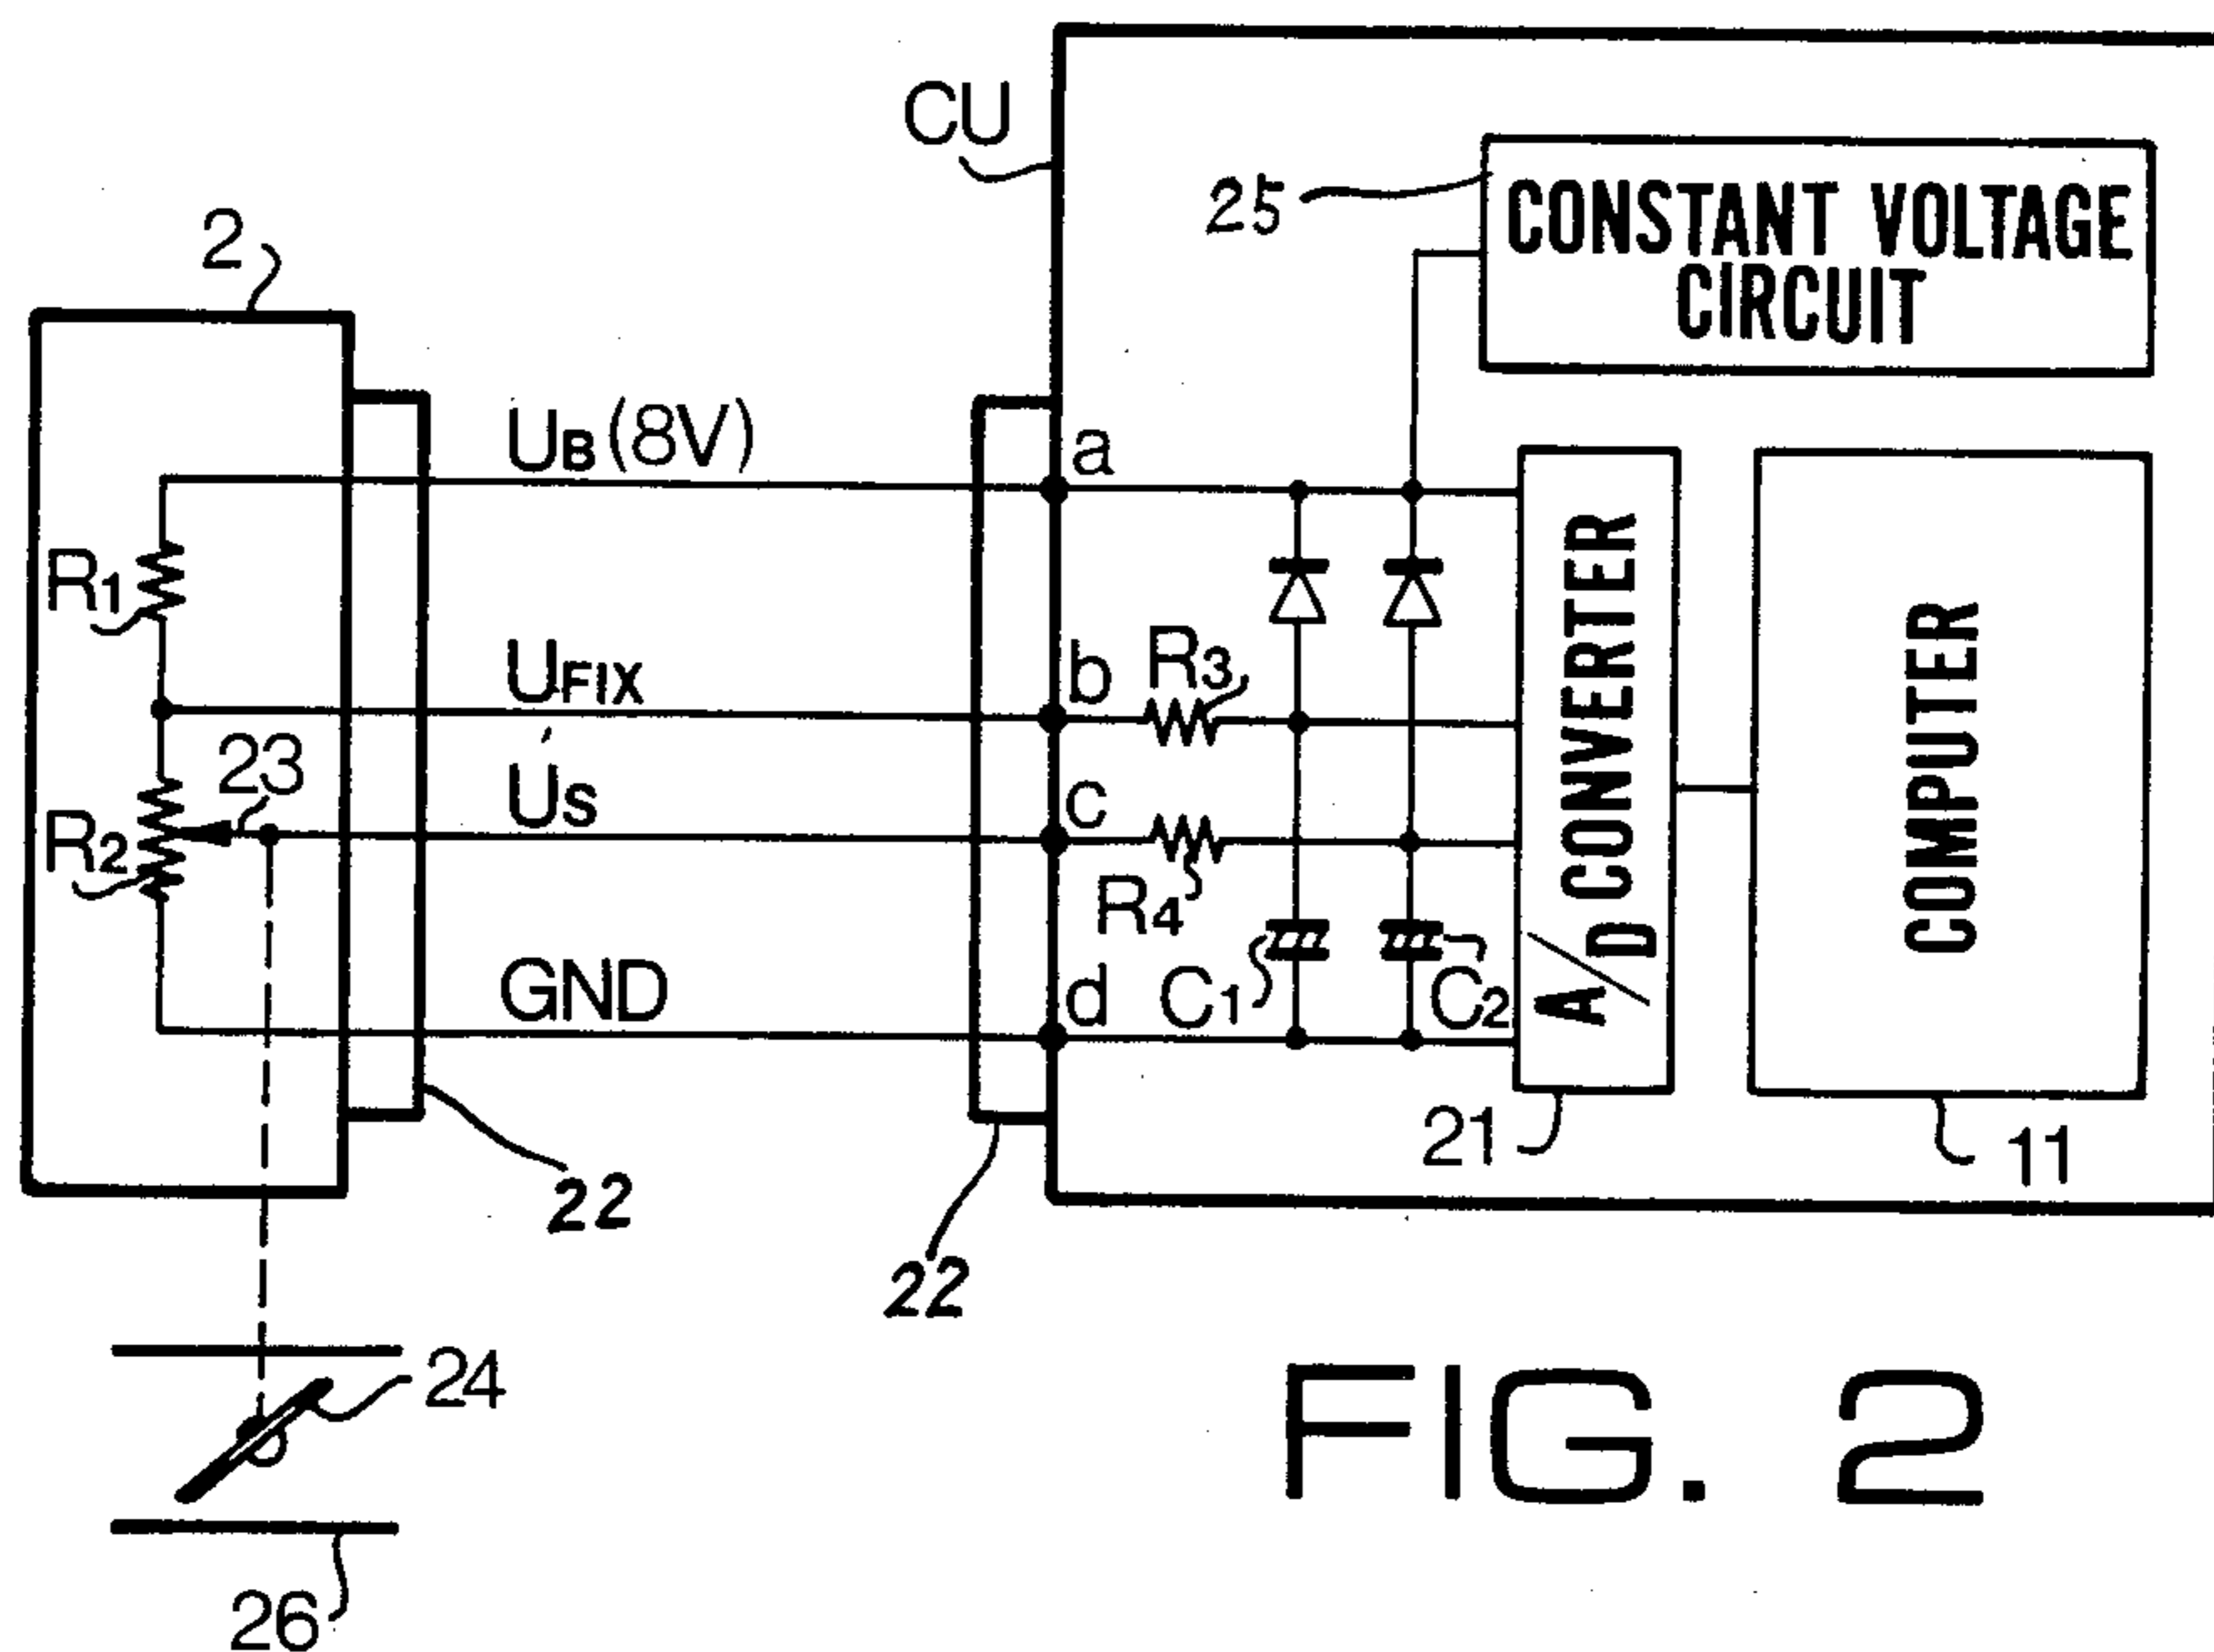 CU
25
CONSTANT VOLTAGE
CIRCUIT
2
UB (8V)
a
R1
UFIX
b
R3
23
US
c
R2
R4
GND
d
C1
C2
A/D CONVERTER
COMPUTER
21
11
22
22
24
26
FIG. 2